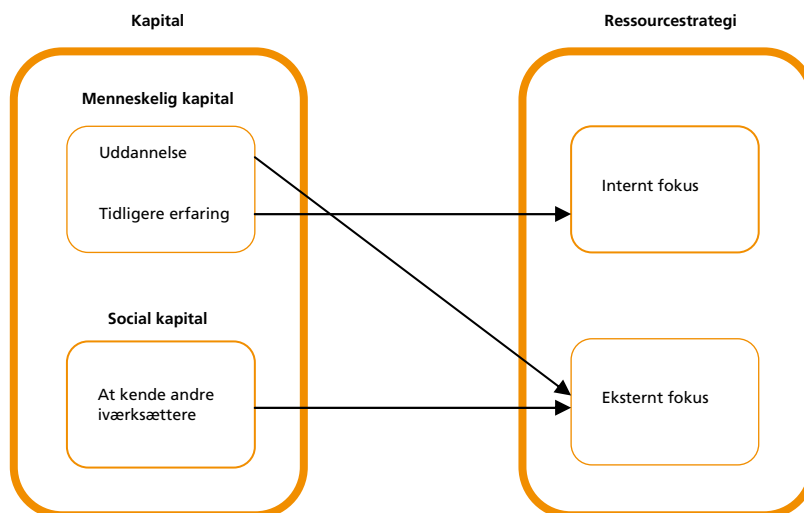 Kapital
Menneskelig kapital
Uddannelse
Tidligere erfaring
Social kapital
At kende andre
iværksættere
Ressourcestrategi
Internt fokus
Eksternt fokus